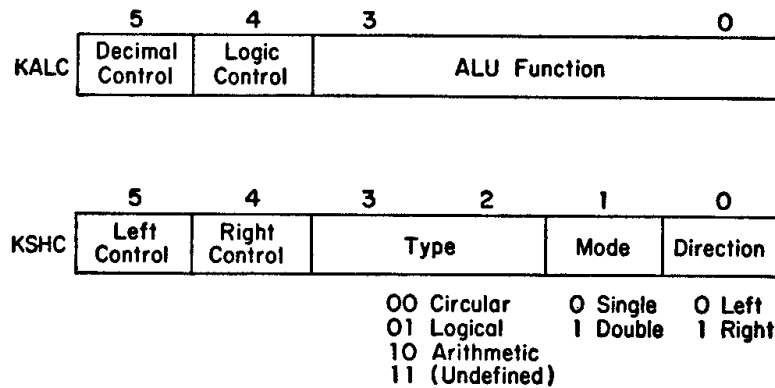 5 4 3 0
KALC Decimal Control Logic Control ALU Function
5 4 3 2 1 0
KSHC Left Control Right Control Type Mode Direction
00 Circular 0 Single 0 Left
01 Logical 1 Double 1 Right
10 Arithmetic
11 (Undefined)